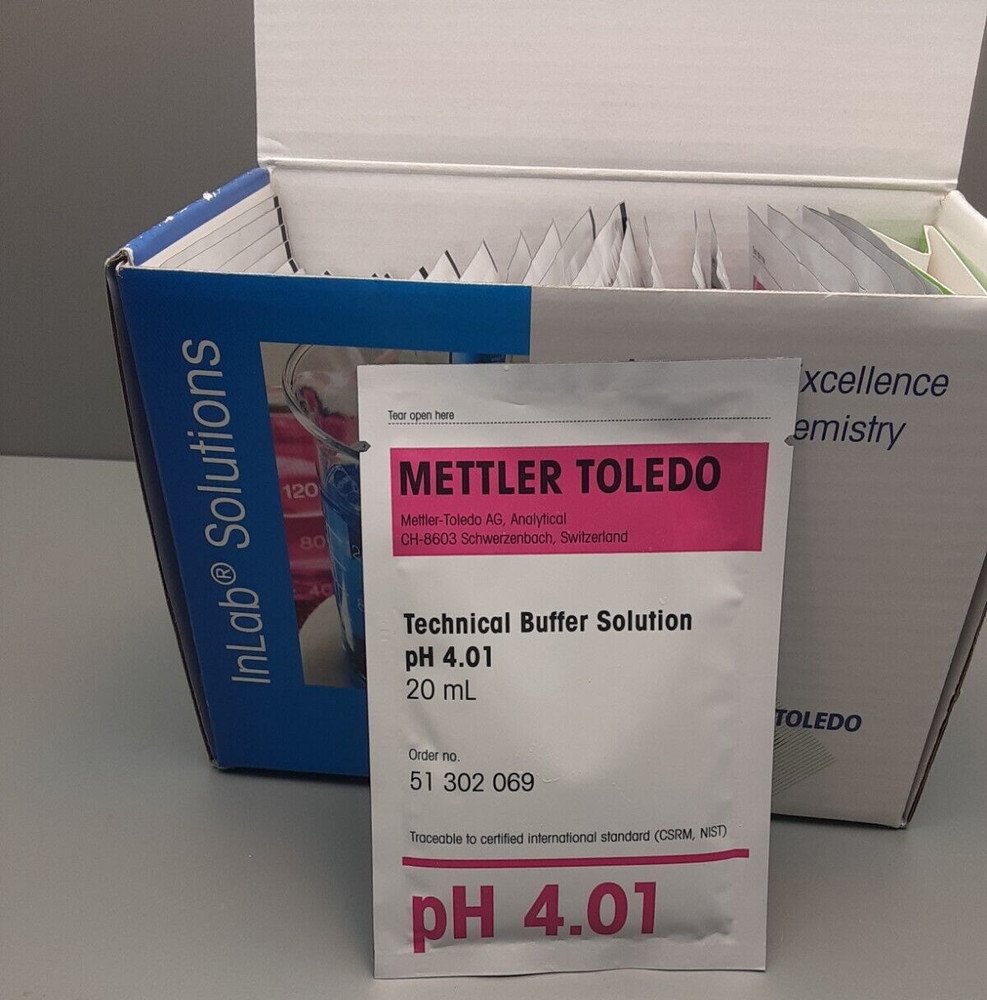 InLab® Solutions
120
80
40
xcellence
emistry
TOLEDO
Tear open here
METTLER TOLEDO
Mettler-Toledo AG, Analytical
CH-8603 Schwerzenbach, Switzerland
Technical Buffer Solution
pH 4.01
20 mL
Order no.
51 302 069
Traceable to certified international standard (CSRM, NIST)
pH 4.01